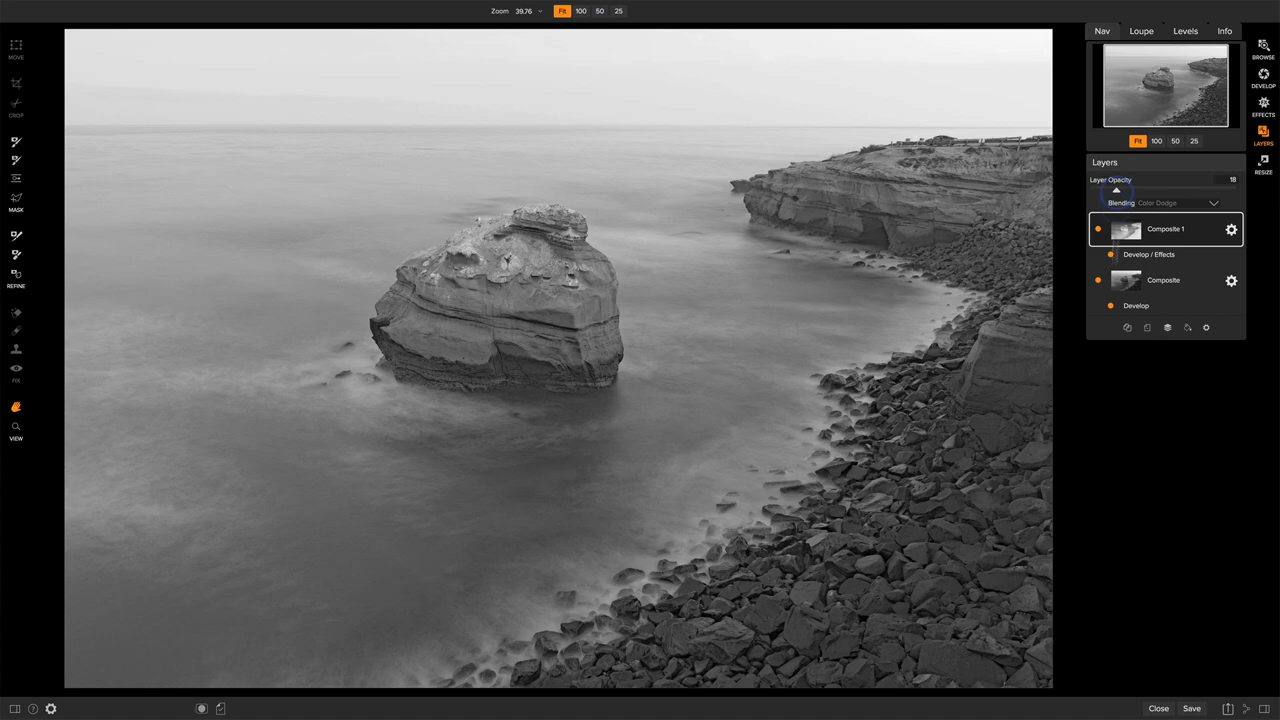 Zoom 39.76 Fit 100 50 25
Nav Loupe Levels Info
MOVE
CROP
MASK
REFINE
FIX
VIEW
Fit 100 50 25
BROWSE
DEVELOP
EFFECTS
LAYERS
RESIZE
Layers
Layer Opacity 18
Blending Color Dodge
Composite 1
Develop / Effects
Composite
Develop
?
Close Save